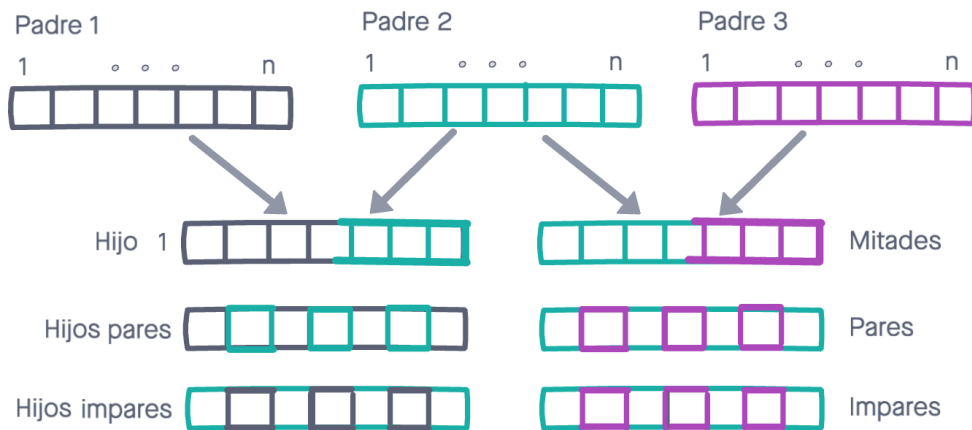 Padre 1
Padre 2
Padre 3
1 ∘ ∘ ∘ n
1 ∘ ∘ ∘ n
1 ∘ ∘ ∘ n
Hijo 1
Mitades
Hijos pares
Pares
Hijos impares
Impares